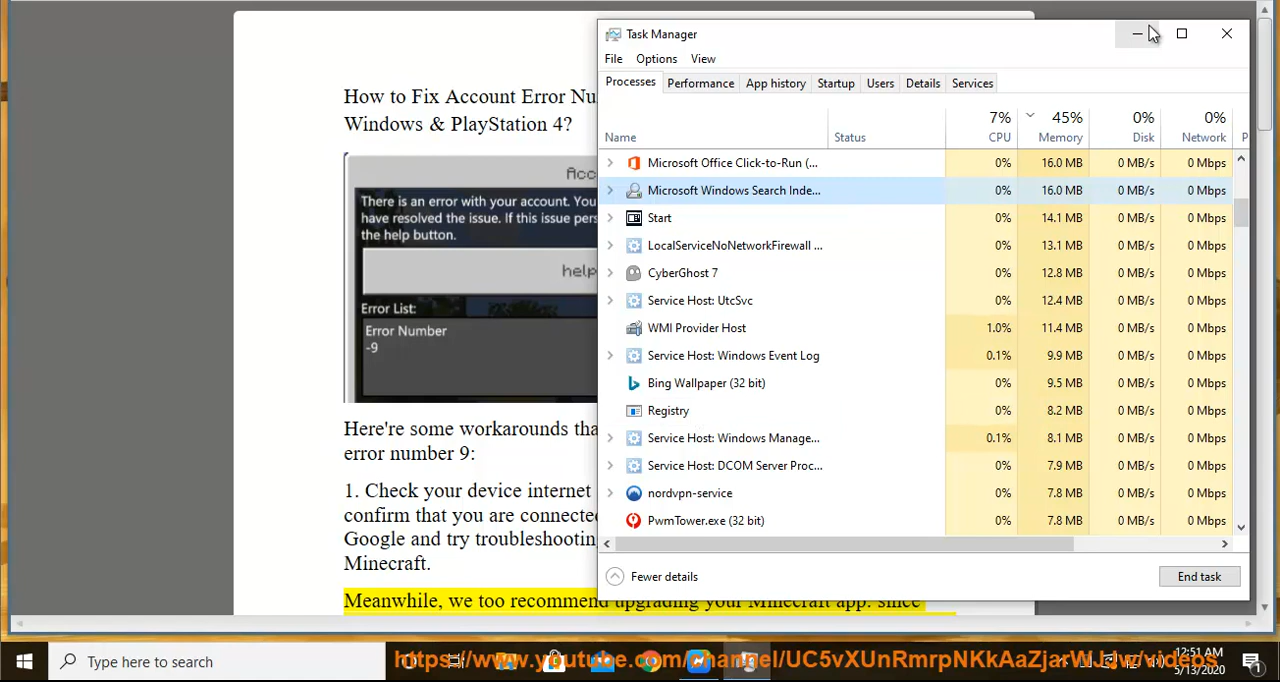 How to Fix Account Error Nu
Windows & PlayStation 4?
Acc
There is an error with your account. You
have resolved the issue. If this issue pers
the help button.
help
Error List:
Error Number
-9
Here're some workarounds tha
error number 9:
1. Check your device internet
confirm that you are connected
Google and try troubleshooting
Minecraft.
Meanwhile, we too recommend upgrading your Minecraft app. since
Task Manager
File Options View
Processes Performance App history Startup Users Details Services
7% 45% 0% 0%
Name Status CPU Memory Disk Network P
Microsoft Office Click-to-Run (... 0% 16.0 MB 0 MB/s 0 Mbps
Microsoft Windows Search Inde... 0% 16.0 MB 0 MB/s 0 Mbps
Start 0% 14.1 MB 0 MB/s 0 Mbps
LocalServiceNoNetworkFirewall ... 0% 13.1 MB 0 MB/s 0 Mbps
CyberGhost 7 0% 12.8 MB 0 MB/s 0 Mbps
Service Host: UtcSvc 0% 12.4 MB 0 MB/s 0 Mbps
WMI Provider Host 1.0% 11.4 MB 0 MB/s 0 Mbps
Service Host: Windows Event Log 0.1% 9.9 MB 0 MB/s 0 Mbps
Bing Wallpaper (32 bit) 0% 9.5 MB 0 MB/s 0 Mbps
Registry 0% 8.2 MB 0 MB/s 0 Mbps
Service Host: Windows Manage... 0.1% 8.1 MB 0 MB/s 0 Mbps
Service Host: DCOM Server Proc... 0% 7.9 MB 0 MB/s 0 Mbps
nordvpn-service 0% 7.8 MB 0 MB/s 0 Mbps
PwmTower.exe (32 bit) 0% 7.8 MB 0 MB/s 0 Mbps
Fewer details End task
Type here to search
https://www.youtube.com/channel/UC5vXUnRmrpNKkAaZjarWJJw/videos
12:51 AM
5/13/2020
1